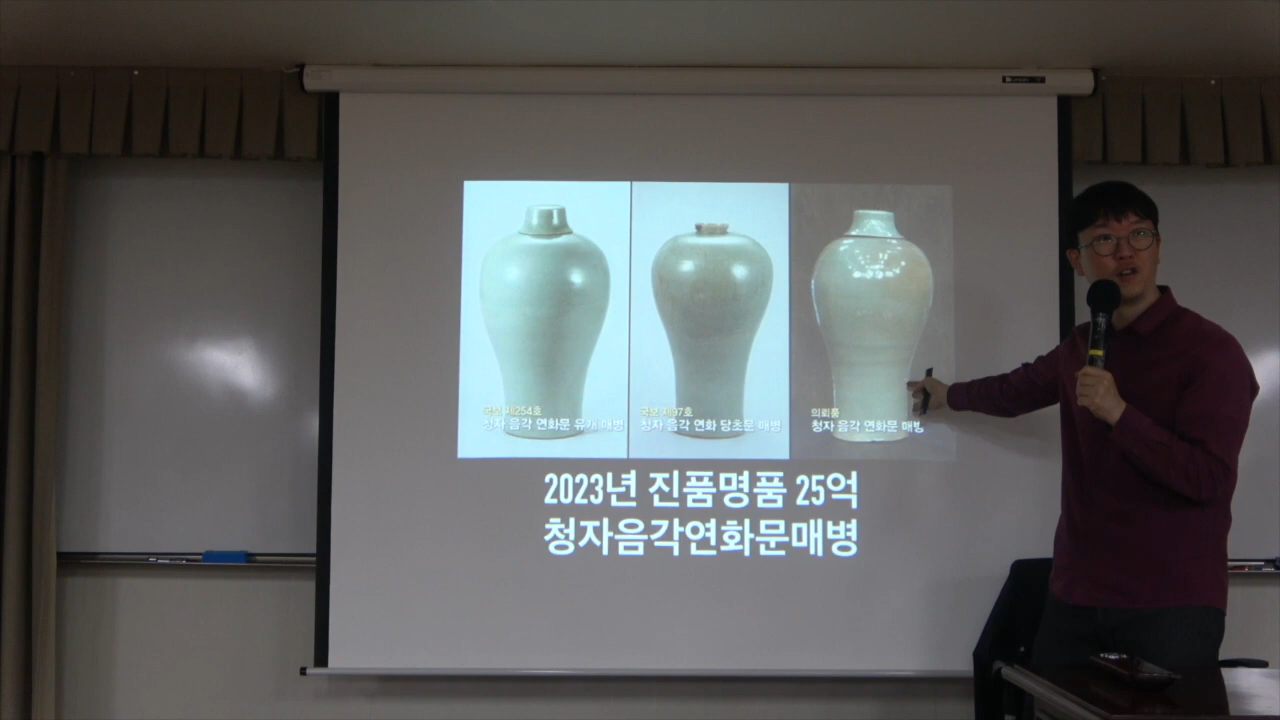 국보 제254호
청자 음각 연화문 유개 매병
국보 제97호
청자 음각 연화 당초문 매병
의뢰품
청자 음각 연화문 매병
2023년 진품명품 25억
청자음각연화문매병